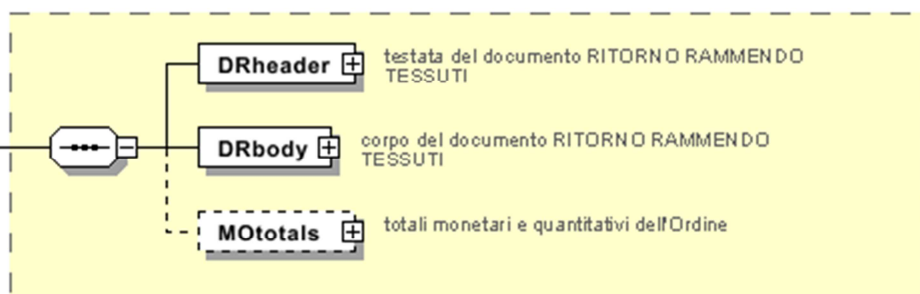 DRheader
testata del documento RITORNO RAMMENDO
TESSUTI
DRbody
corpo del documento RITORNO RAMMENDO
TESSUTI
MOtotals
totali monetari e quantitativi dell'Ordine